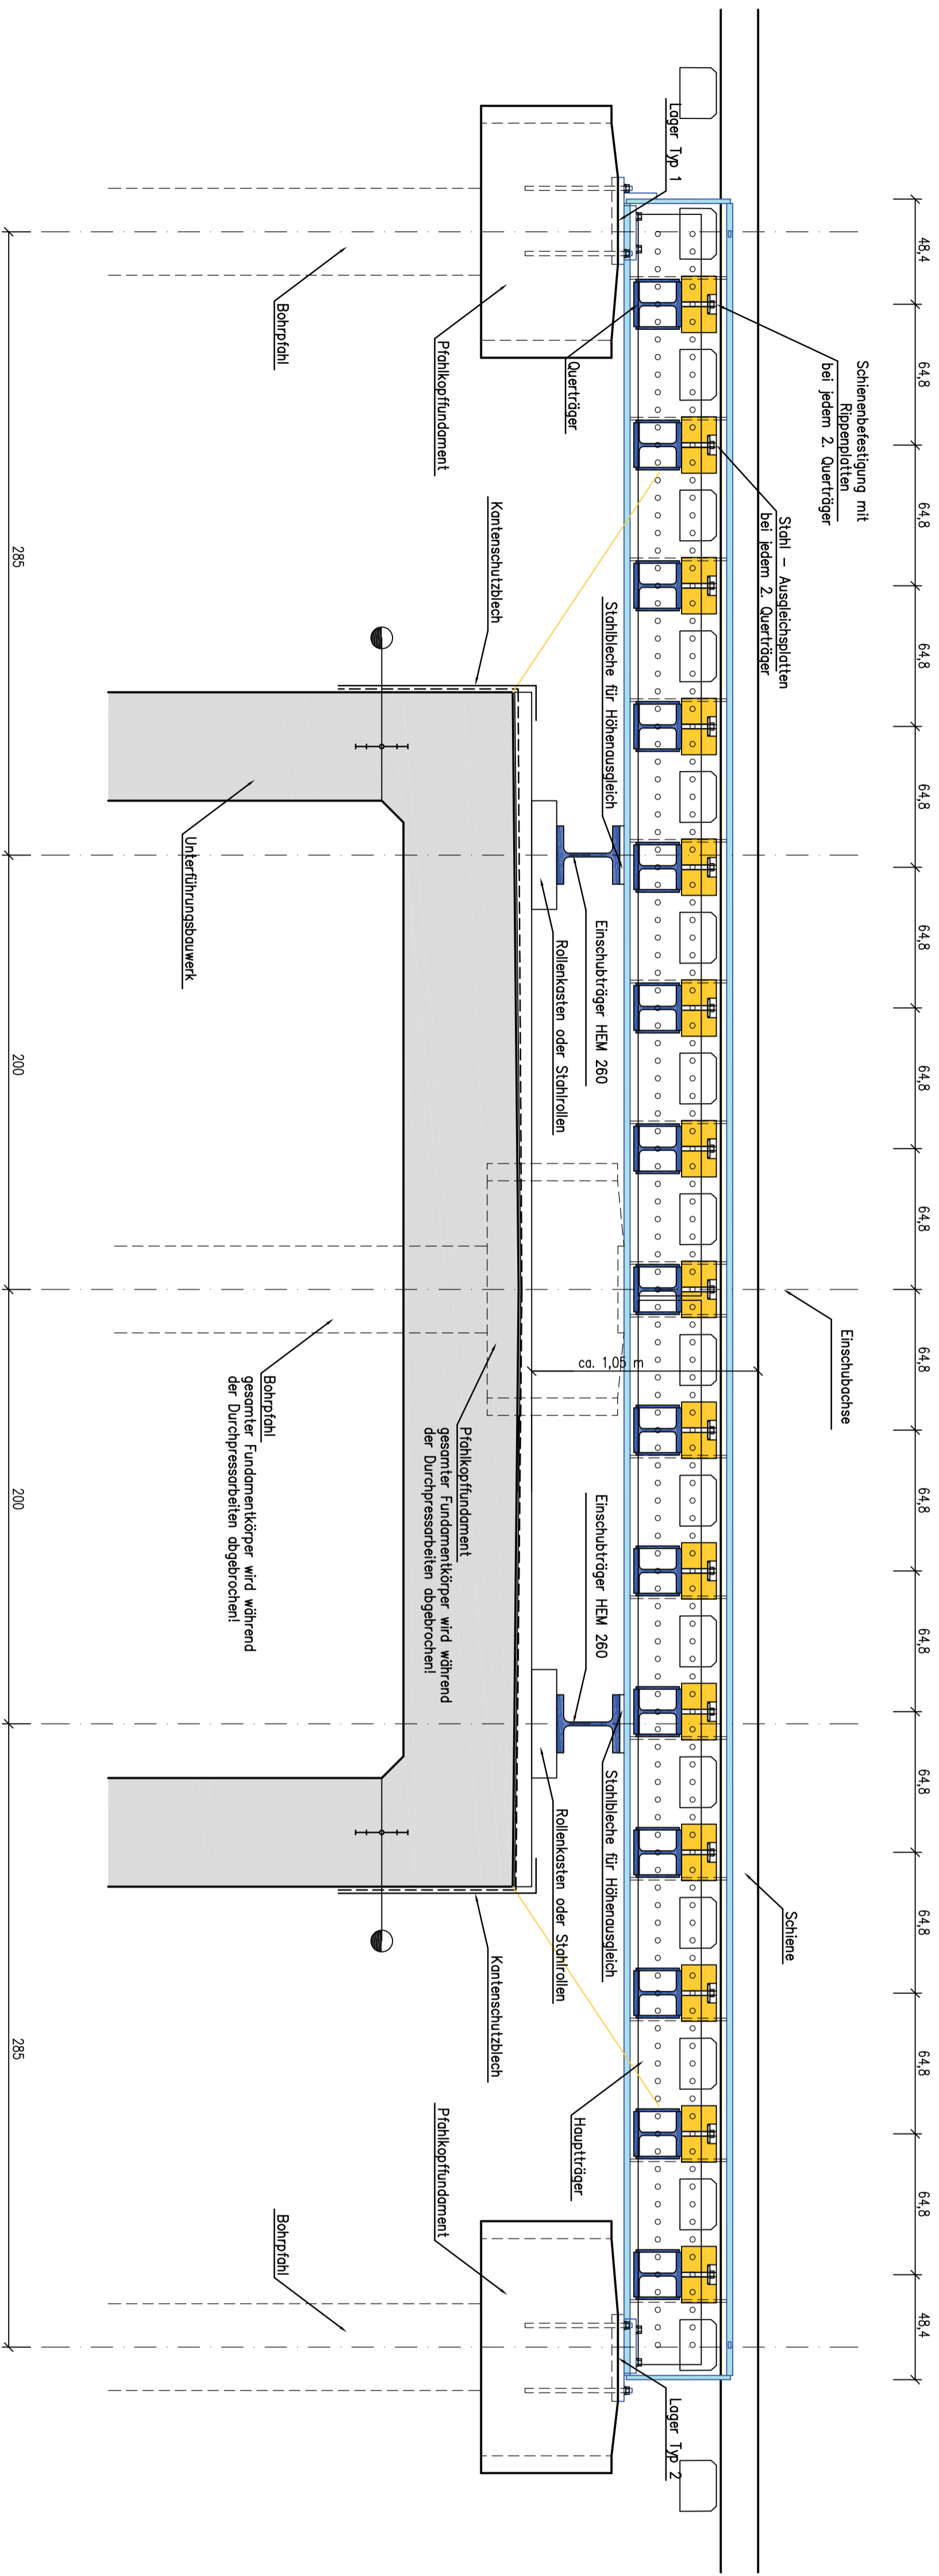 48,4 64,8 64,8 64,8 64,8 64,8 64,8 64,8 64,8 64,8 64,8 64,8 64,8 64,8 64,8 48,4
Schienenbefestigung mit
Rippenplatten
bei jedem 2. Querträger
Einschubachse
Stahl - Ausgleichsplatten
bei jedem 2. Querträger
Schiene
Lager Typ 1
Lager Typ 2
ca. 1,05 m
Querträger
Stahlbleche für Höhenausgleich
Stahlbleche für Höhenausgleich
Hauptträger
Einschubträger HEM 260
Einschubträger HEM 260
Rollenkasten oder Stahlrollen
Rollenkasten oder Stahlrollen
Kantenschutzblech
Kantenschutzblech
Pfahlkopffundament
Pfahlkopffundament
gesamter Fundamentkörper wird während
der Durchpressarbeiten abgebrochen!
Pfahlkopffundament
Bohrpfahl
Bohrpfahl
gesamter Fundamentkörper wird während
der Durchpressarbeiten abgebrochen!
Bohrpfahl
Unterführungsbauwerk
285 200 200 285